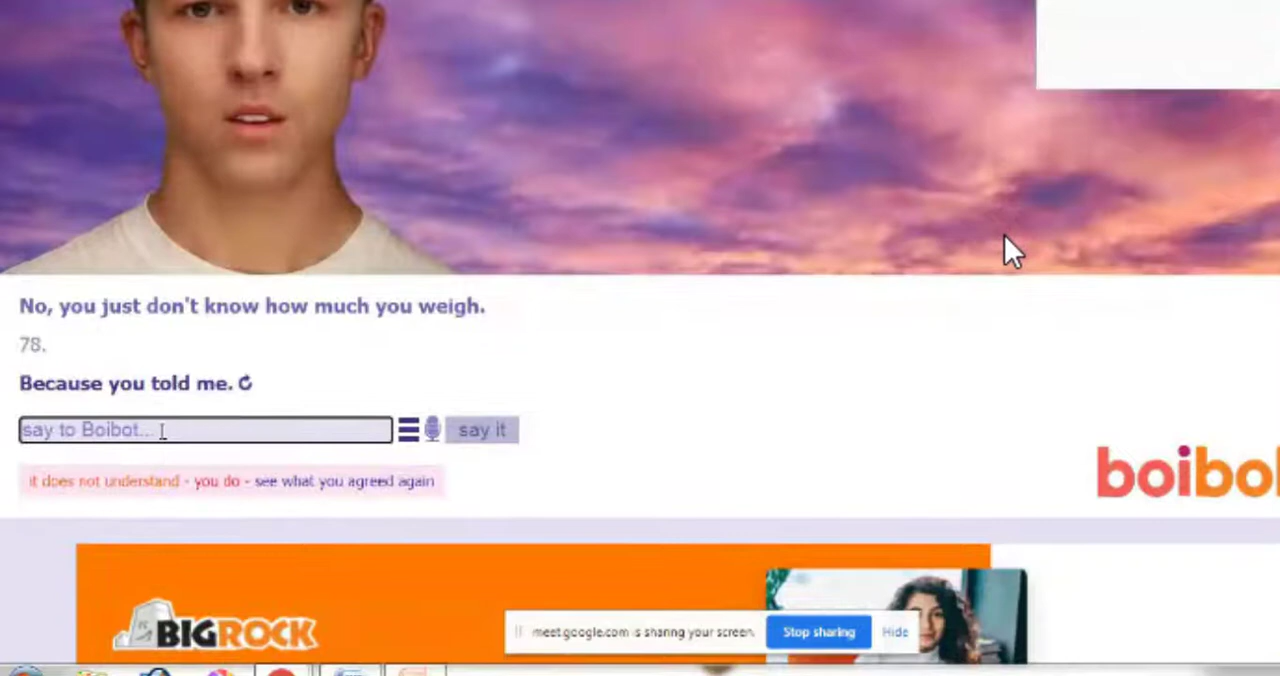 No, you just don't know how much you weigh.
78.
Because you told me.
say to Boibot...
say it
it does not understand - you do - see what you agreed again
boibo
BIGROCK
meet.google.com is sharing your screen.
Stop sharing
Hide